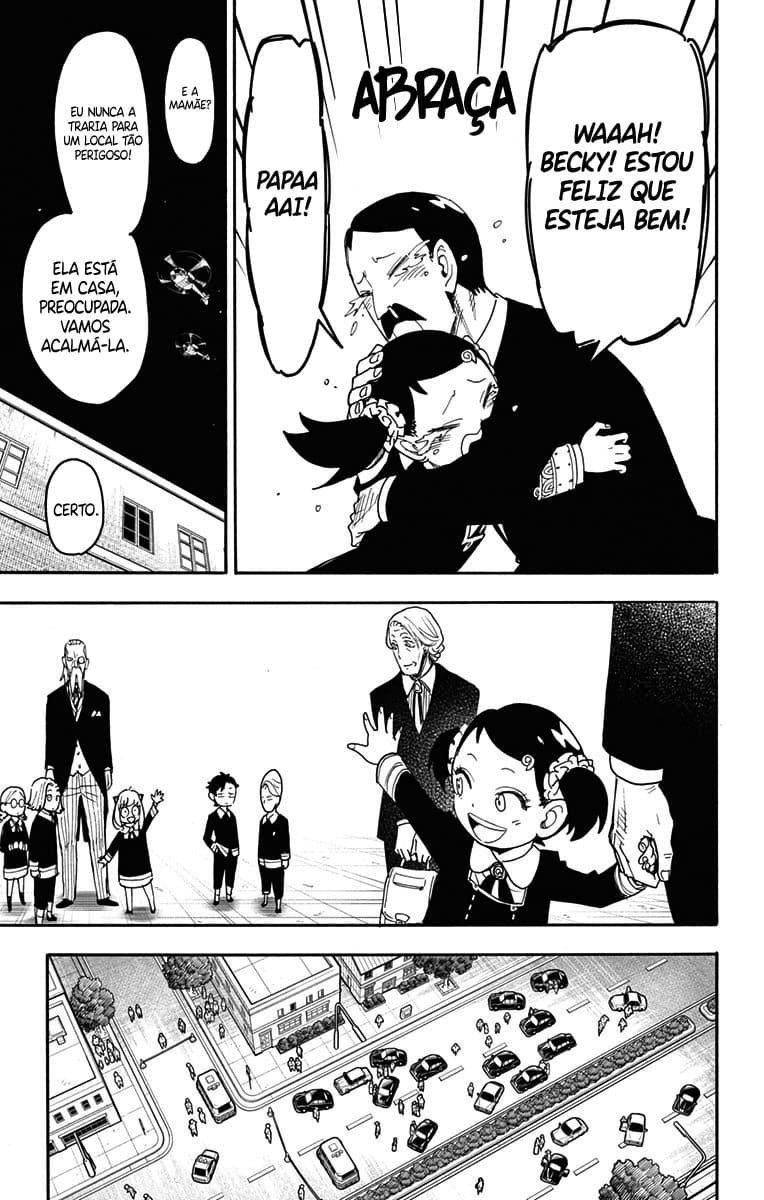 WAAAH!
BECKY! ESTOU
FELIZ QUE
ESTEJA BEM!
ABRAÇA
PAPAA
AAI!
E A
MAMÃE?
EU NUNCA A
TRARIA PARA
UM LOCAL TÃO
PERIGOSO!
ELA ESTÁ
EM CASA,
PREOCUPADA.
VAMOS
ACALMÁ-LA.
CERTO.